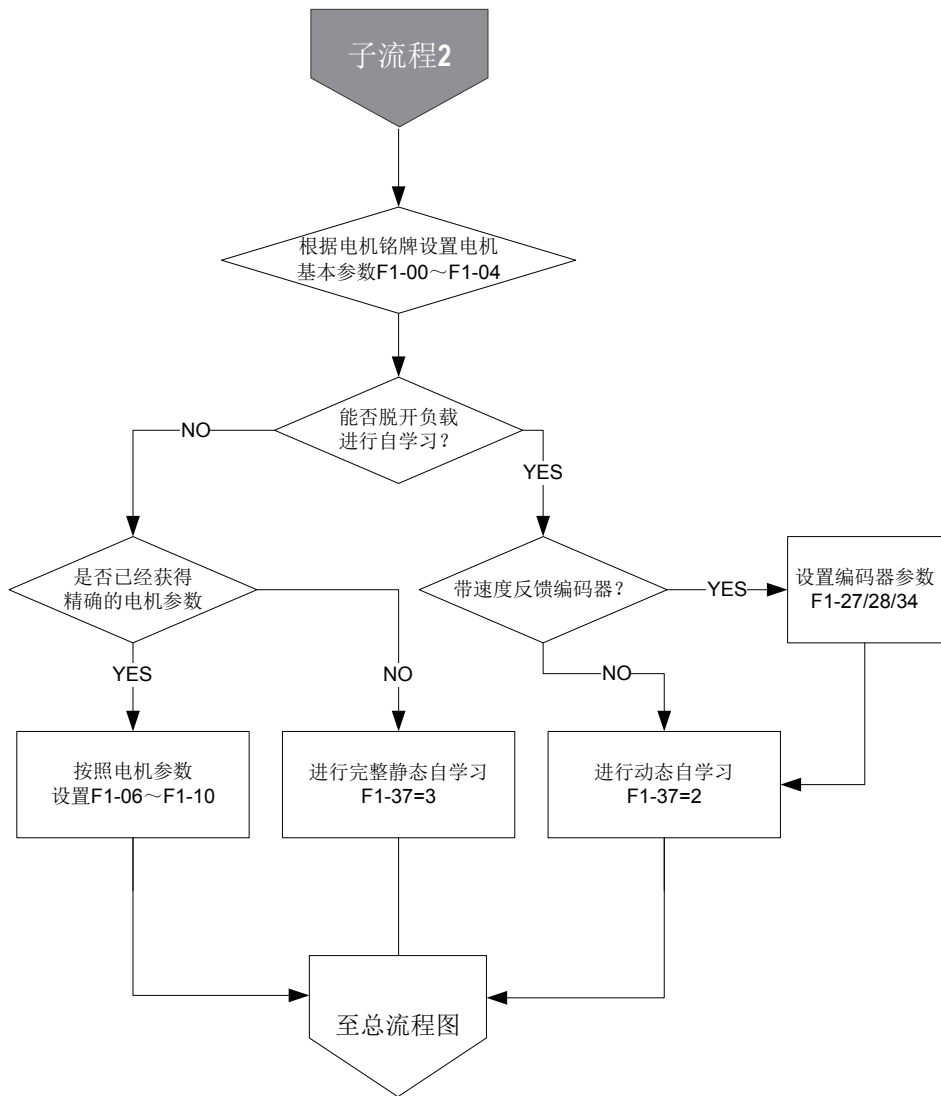 子流程2
根据电机铭牌设置电机
基本参数F1-00～F1-04
能否脱开负载
进行自学习？
NO
YES
是否已经获得
精确的电机参数
带速度反馈编码器？
YES
设置编码器参数
F1-27/28/34
YES
NO
NO
按照电机参数
设置F1-06～F1-10
进行完整静态自学习
F1-37=3
进行动态自学习
F1-37=2
至总流程图